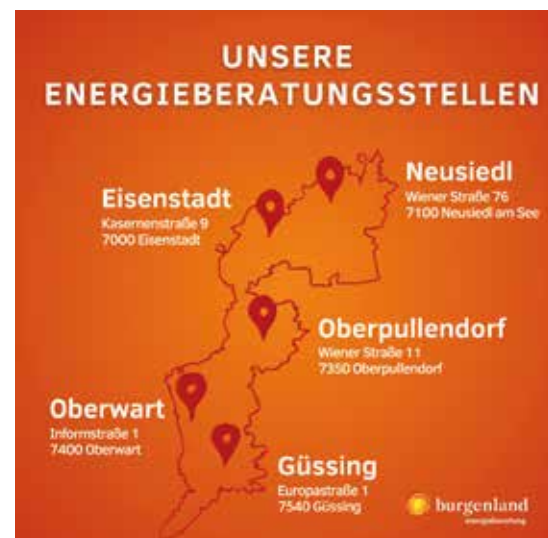 UNSERE
ENERGIEBERATUNGSSTELLEN
Neusiedl
Wiener Straße 76
7100 Neusiedl am See
Eisenstadt
Kasernenstraße 9
7000 Eisenstadt
Oberpullendorf
Wiener Straße 11
7350 Oberpullendorf
Oberwart
Informstraße 1
7400 Oberwart
Güssing
Europastraße 1
7540 Güssing
burgenland
energieberatung